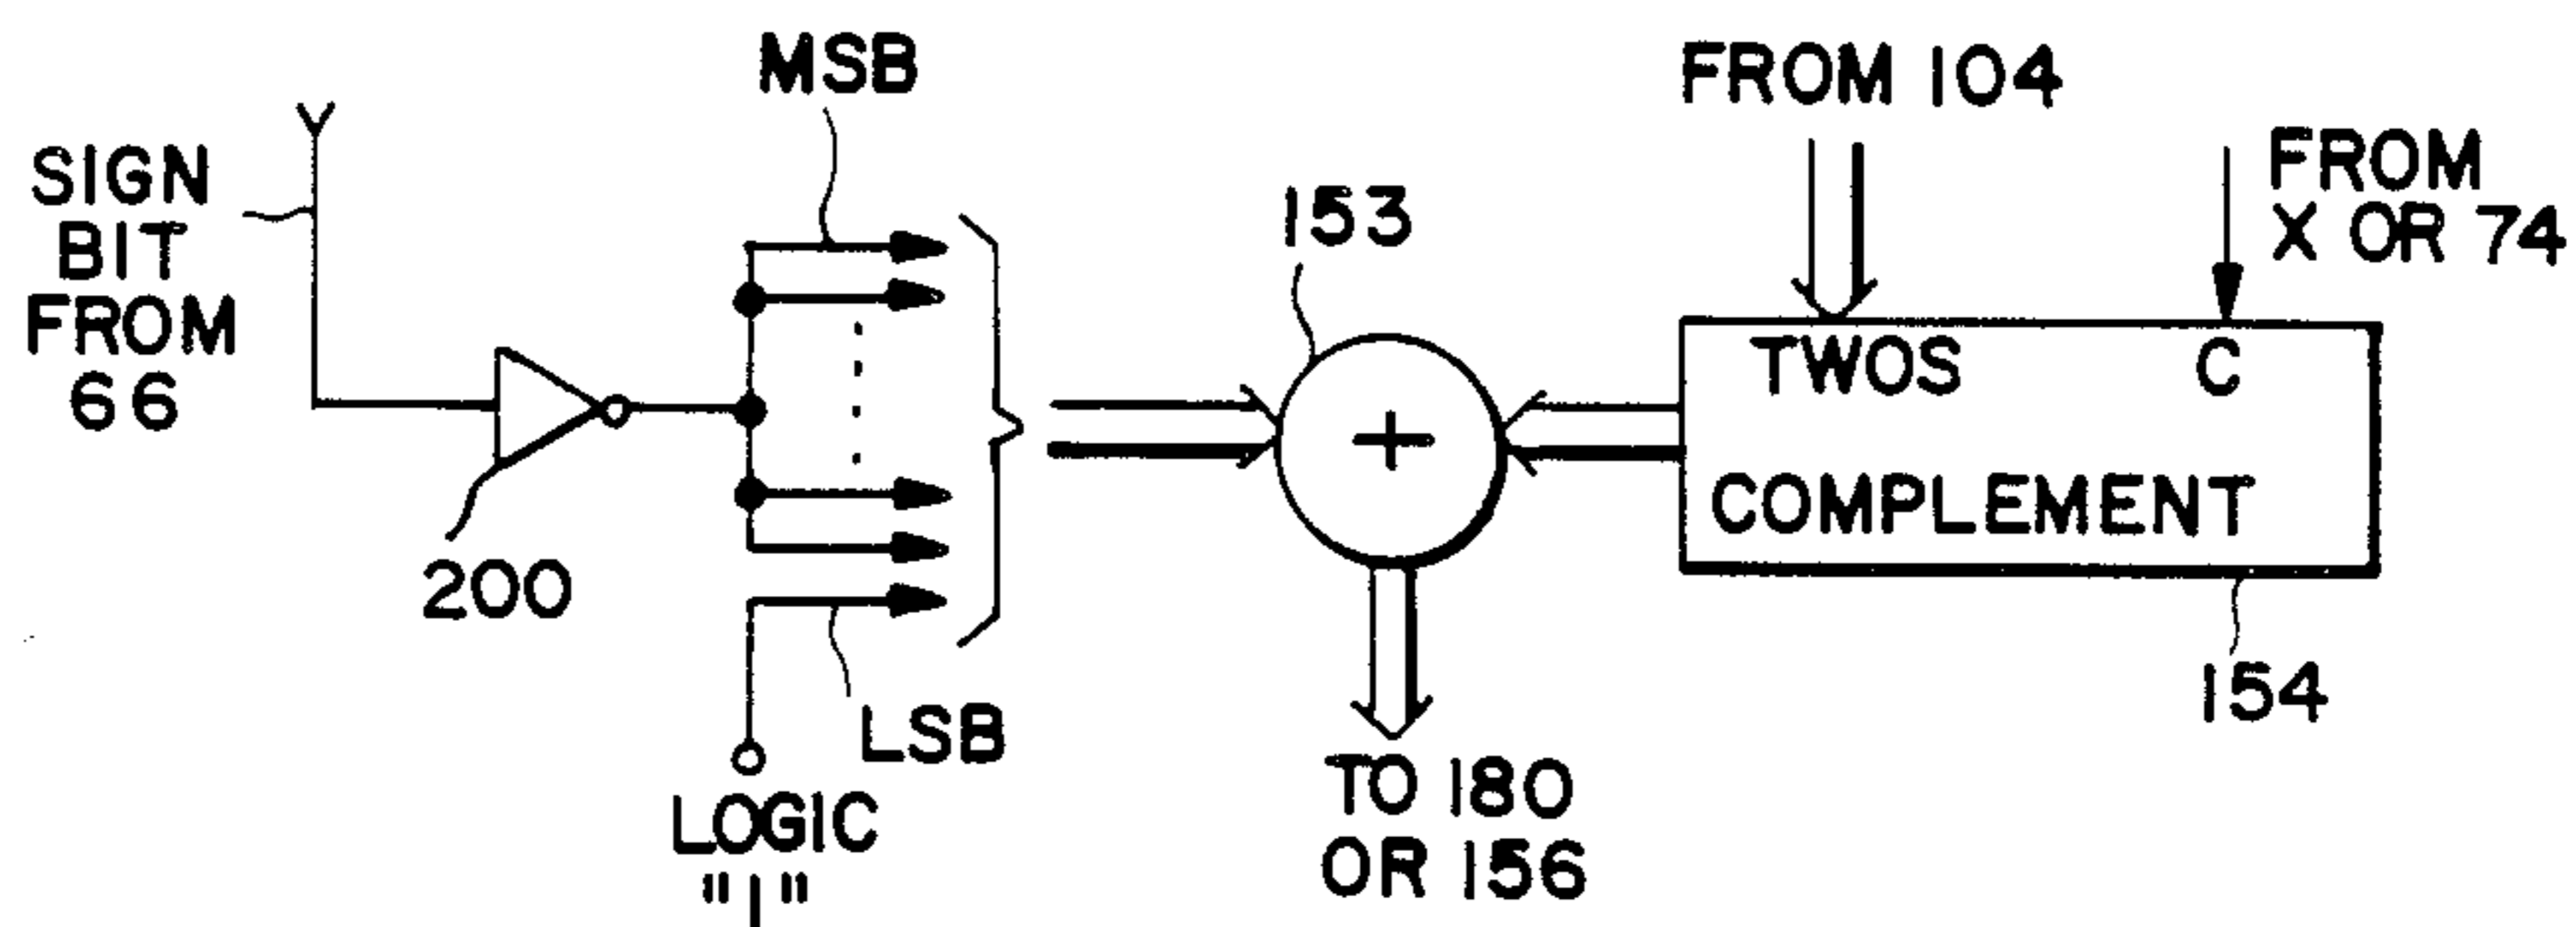 MSB
FROM 104
SIGN
BIT
FROM
66
153
FROM
X OR 74
TWOS C
COMPLEMENT
200
LSB
154
LOGIC
"1"
TO 180
OR 156
+